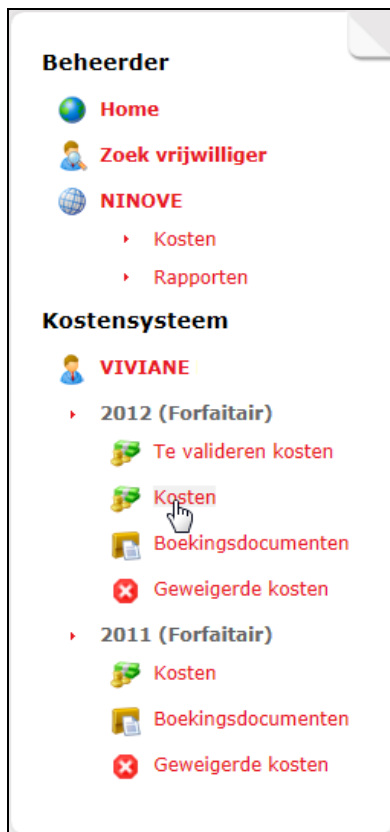 Beheerder
Home
Zoek vrijwilliger
NINOVE
Kosten
Rapporten
Kostensysteem
VIVIANE
2012 (Forfaitair)
Te valideren kosten
Kosten
Boekingsdocumenten
Geweigerde kosten
2011 (Forfaitair)
Kosten
Boekingsdocumenten
Geweigerde kosten